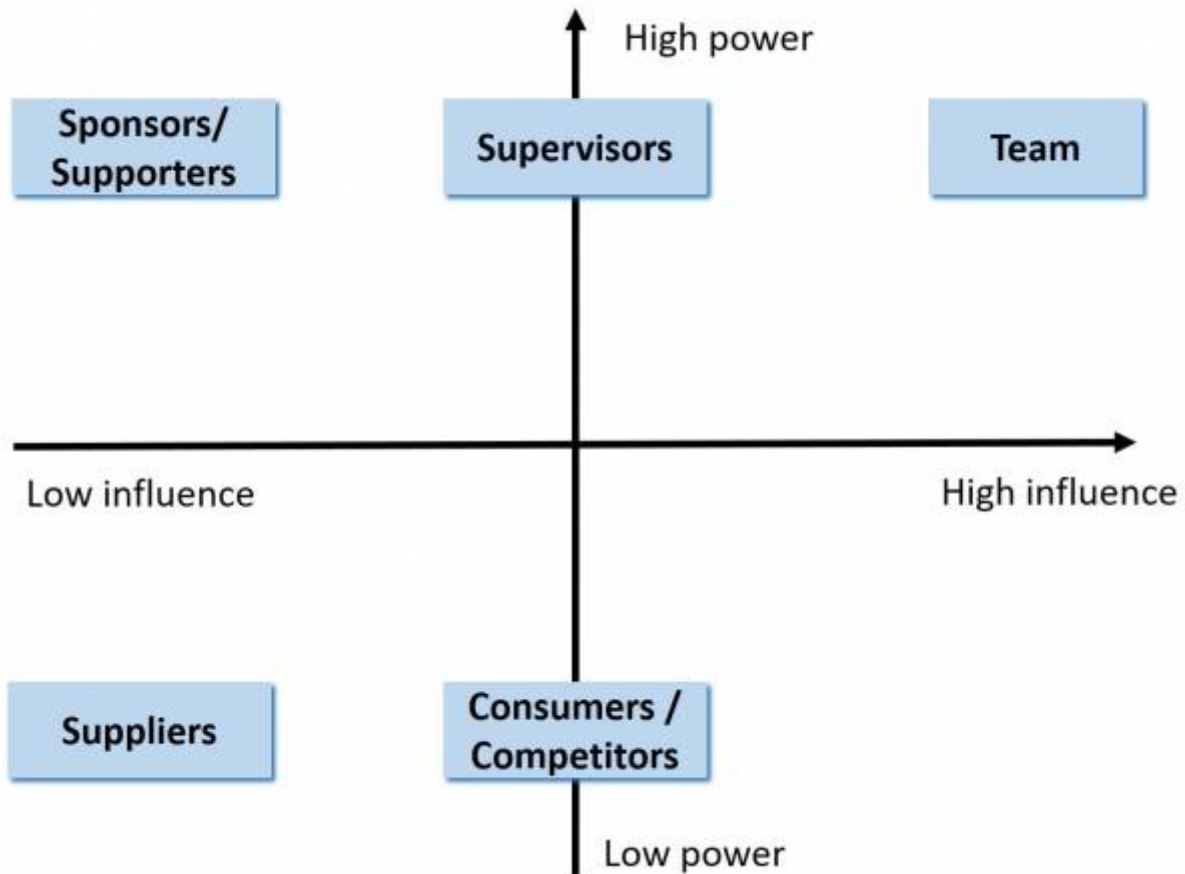 High power
Sponsors/
Supporters
Supervisors
Team
Low influence
High influence
Suppliers
Consumers /
Competitors
Low power